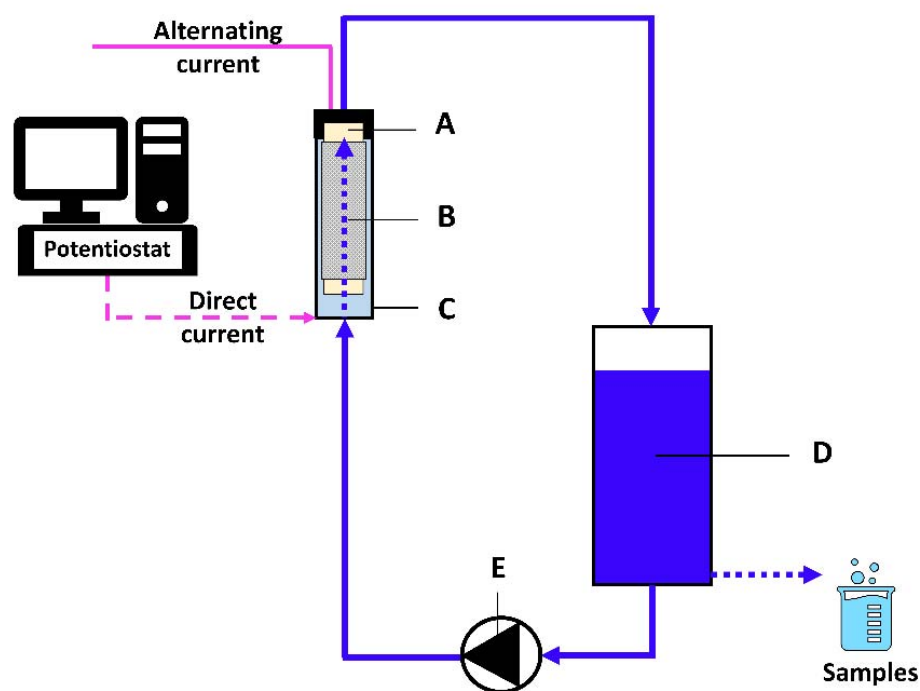 Alternating
current
A
B
Potentiostat
Direct
current
C
D
E
Samples